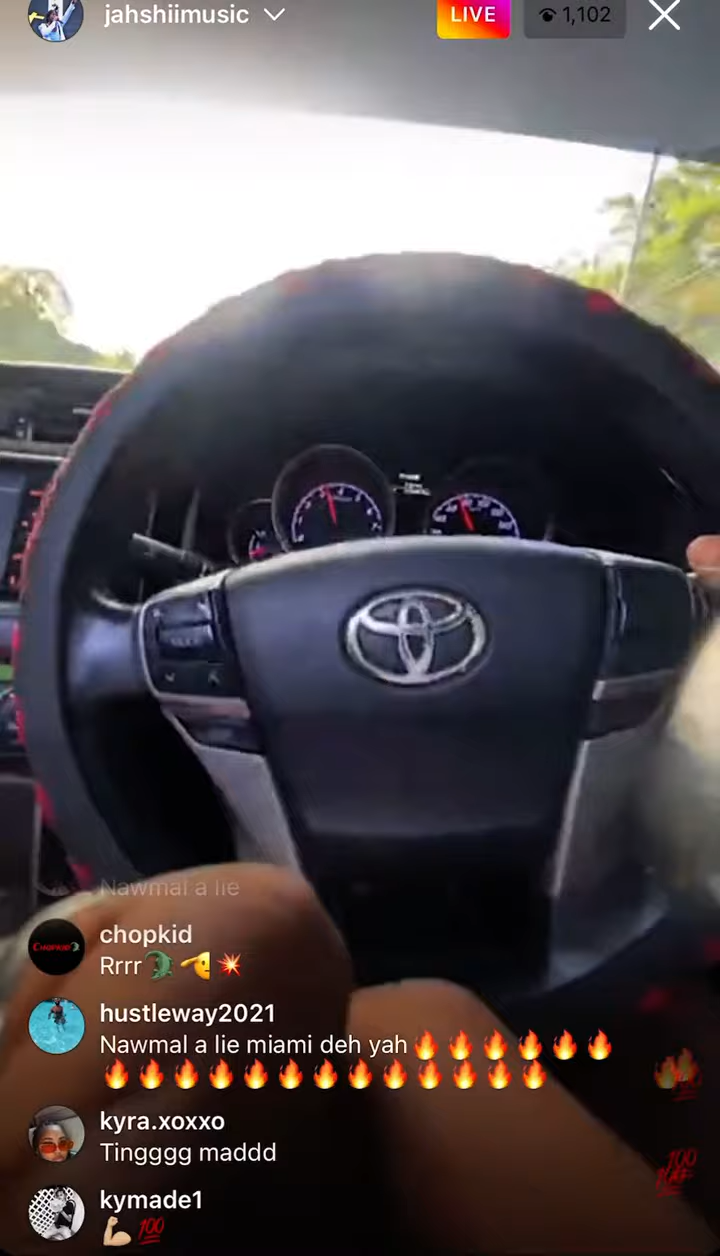 jahshiimusic
LIVE
1,102
Nawmal a lie
chopkid
Rrrr🐊🫱💥
hustleway2021
Nawmal a lie miami deh yah🔥🔥🔥🔥🔥🔥
🔥🔥🔥🔥🔥🔥🔥🔥🔥🔥🔥🔥🔥
kyra.xoxxo
Tingggg maddd
kymade1
💪🏼💯